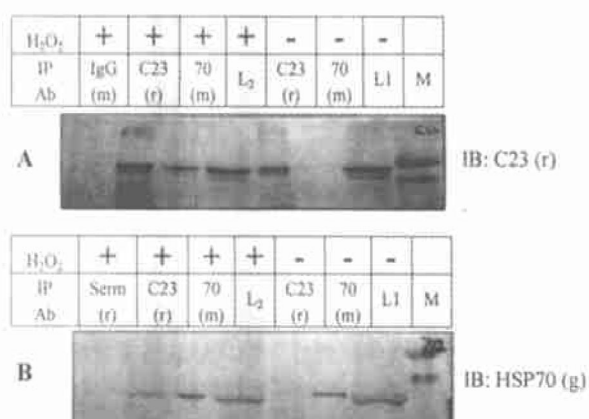 H₂O₂ + + + + - - -
IP IgG C23 70 L₂ C23 70 L1 M
Ab (m) (r) (m) (r) (m)
A IB: C23 (r)
H₂O₂ + + + + - - -
IP Serm C23 70 L₂ C23 70 L1 M
Ab (r) (r) (m) (r) (m)
B IB: HSP70 (g)